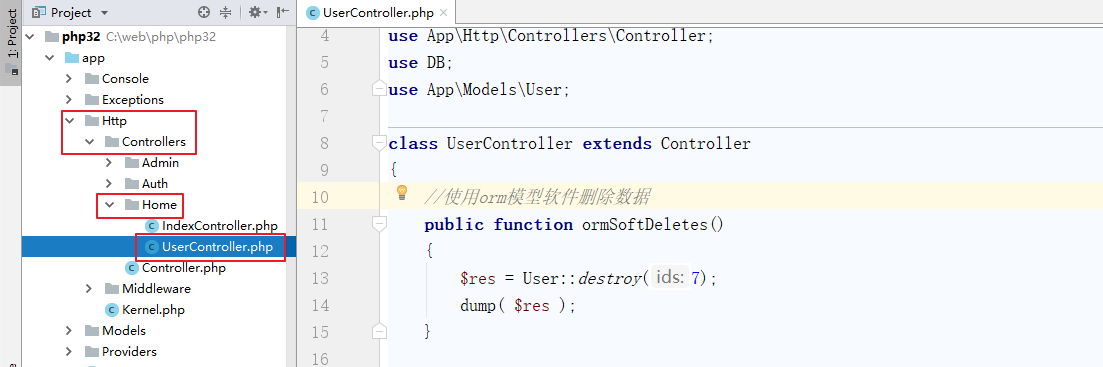 1: Project
Project
php32 C:\web\php\php32
app
Console
Exceptions
Http
Controllers
Admin
Auth
Home
IndexController.php
UserController.php
Controller.php
Middleware
Kernel.php
Models
Providers
UserController.php
4 use App\Http\Controllers\Controller;
5 use DB;
6 use App\Models\User;
7
8 class UserController extends Controller
9 {
10 //使用orm模型软件删除数据
11 public function ormSoftDeletes()
12 {
13 $res = User::destroy( ids: 7);
14 dump( $res );
15 }
16